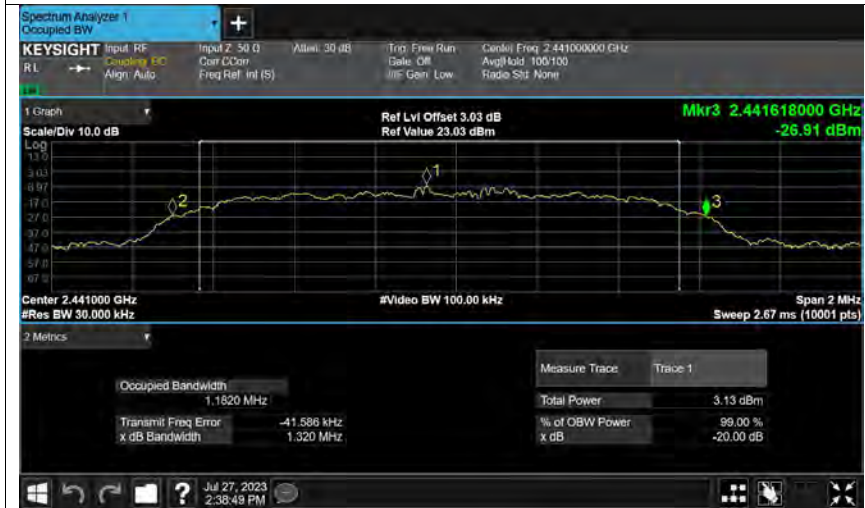 Spectrum Analyzer 1
Occupied BW
+
KEYSIGHT Input: RF Input Z: 50 Ω Atten: 30 dB Trig: Free Run Center Freq: 2.441000000 GHz
RL Coupling: DC Corr CCorr Gate: Off Avg|Hold: 100/100
Align: Auto Freq Ref: Int (S) #IF Gain: Low Radio Std: None
1 Graph
Ref Lvl Offset 3.03 dB Mkr3 2.441618000 GHz
Scale/Div 10.0 dB Ref Value 23.03 dBm -26.91 dBm
Log
13.0
3.03
-6.97
-17.0
-27.0
-37.0
-47.0
-57.0
-67.0
1
2
3
Center 2.441000 GHz #Video BW 100.00 kHz Span 2 MHz
#Res BW 30.000 kHz Sweep 2.67 ms (10001 pts)
2 Metrics
Measure Trace Trace 1
Occupied Bandwidth
1.1820 MHz Total Power 3.13 dBm
Transmit Freq Error -41.586 kHz % of OBW Power 99.00 %
x dB Bandwidth 1.320 MHz x dB -20.00 dB
? Jul 27, 2023
2:38:49 PM